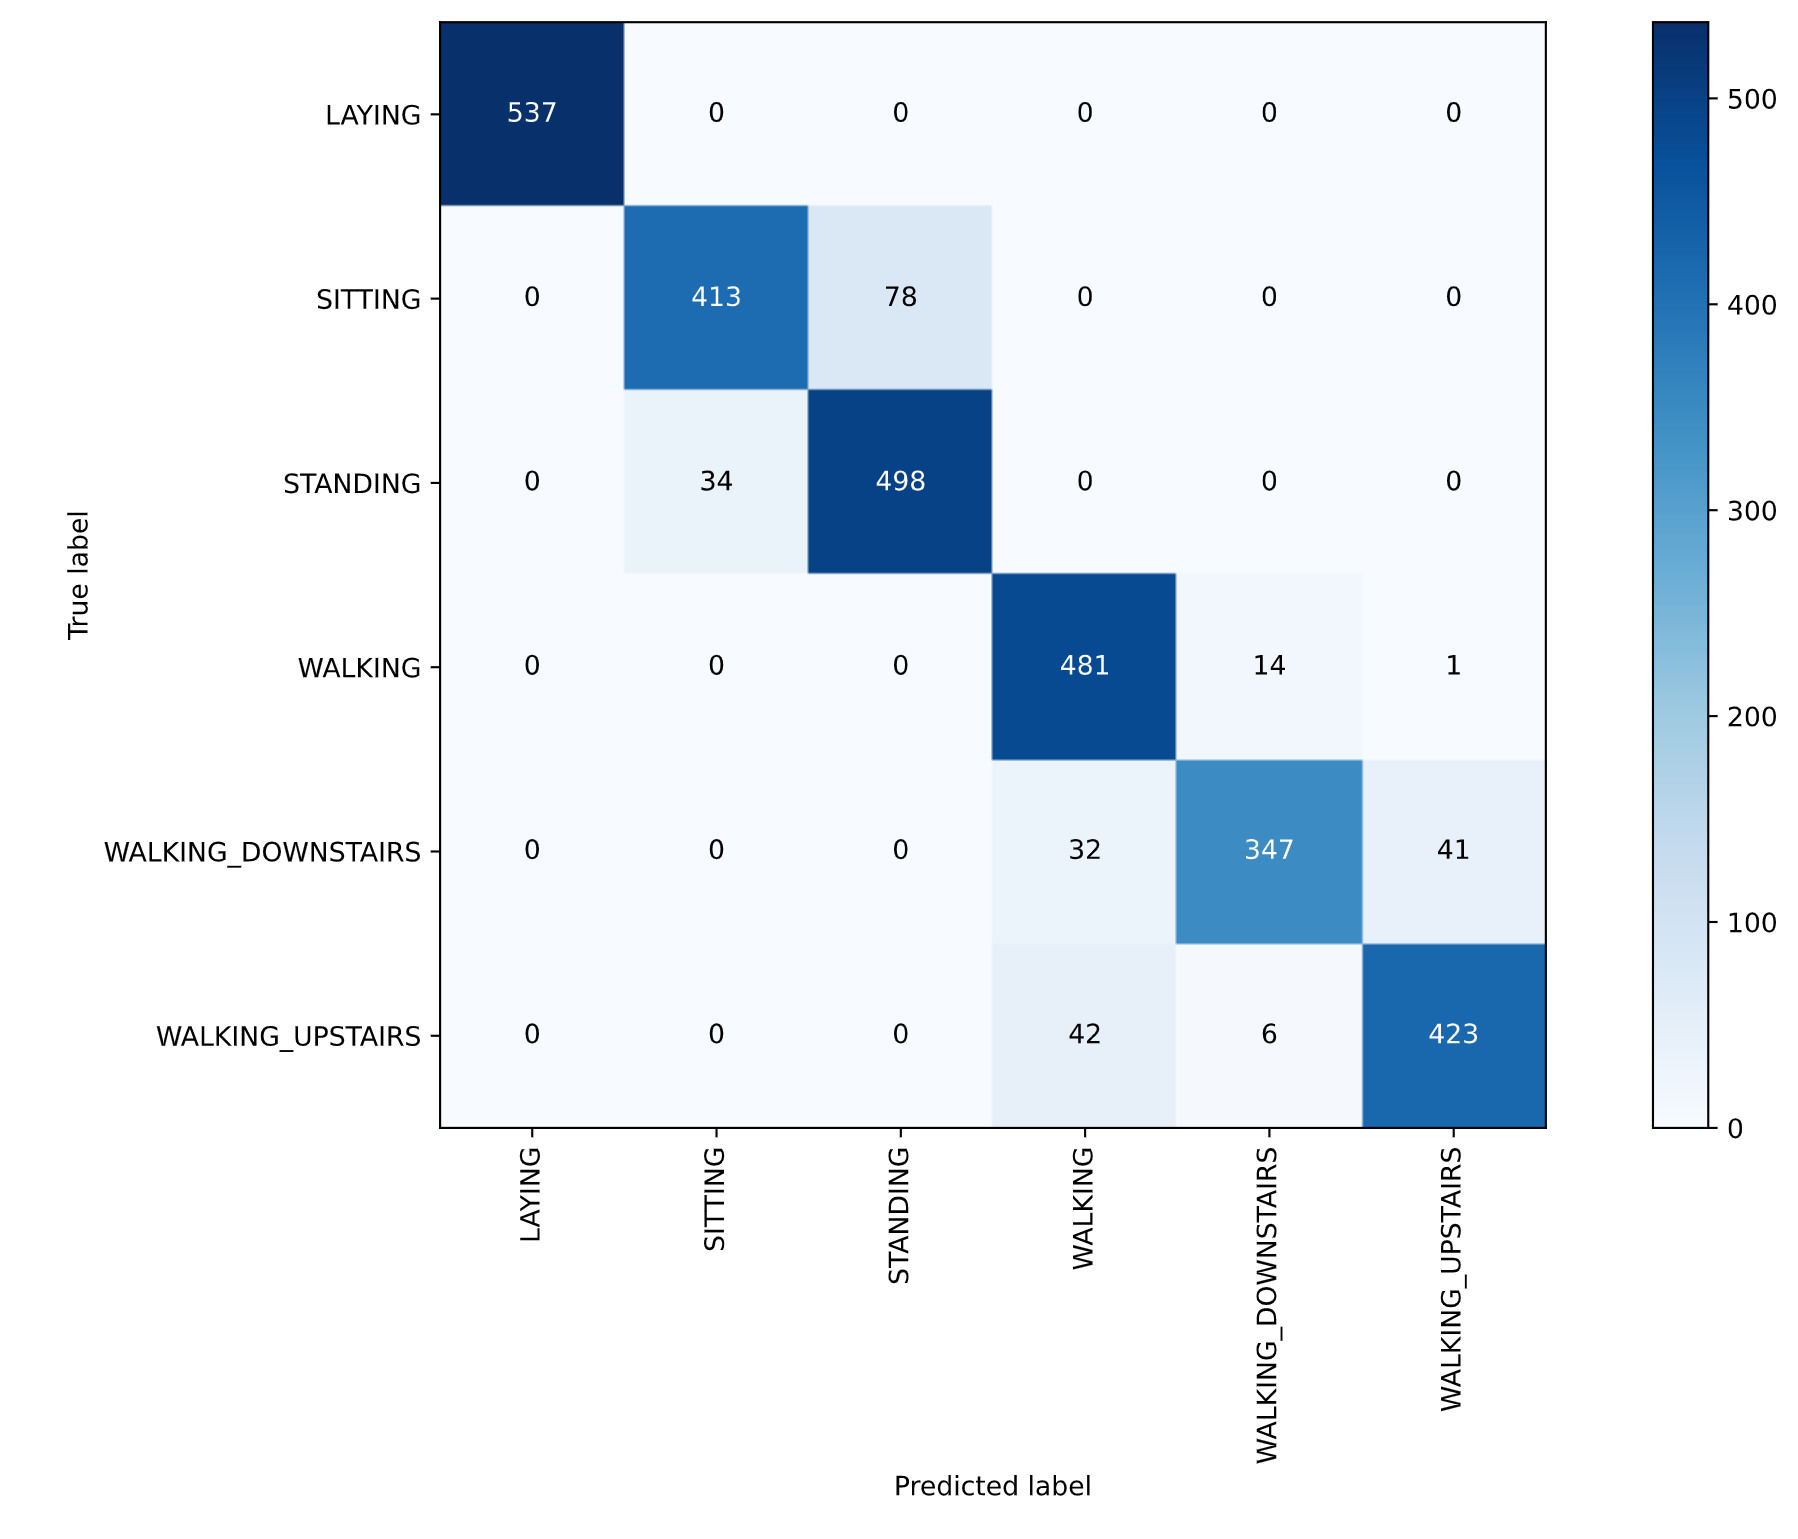 LAYING 537 0 0 0 0 0
SITTING 0 413 78 0 0 0
STANDING 0 34 498 0 0 0
WALKING 0 0 0 481 14 1
WALKING_DOWNSTAIRS 0 0 0 32 347 41
WALKING_UPSTAIRS 0 0 0 42 6 423
True label
LAYING
SITTING
STANDING
WALKING
WALKING_DOWNSTAIRS
WALKING_UPSTAIRS
Predicted label
500
400
300
200
100
0